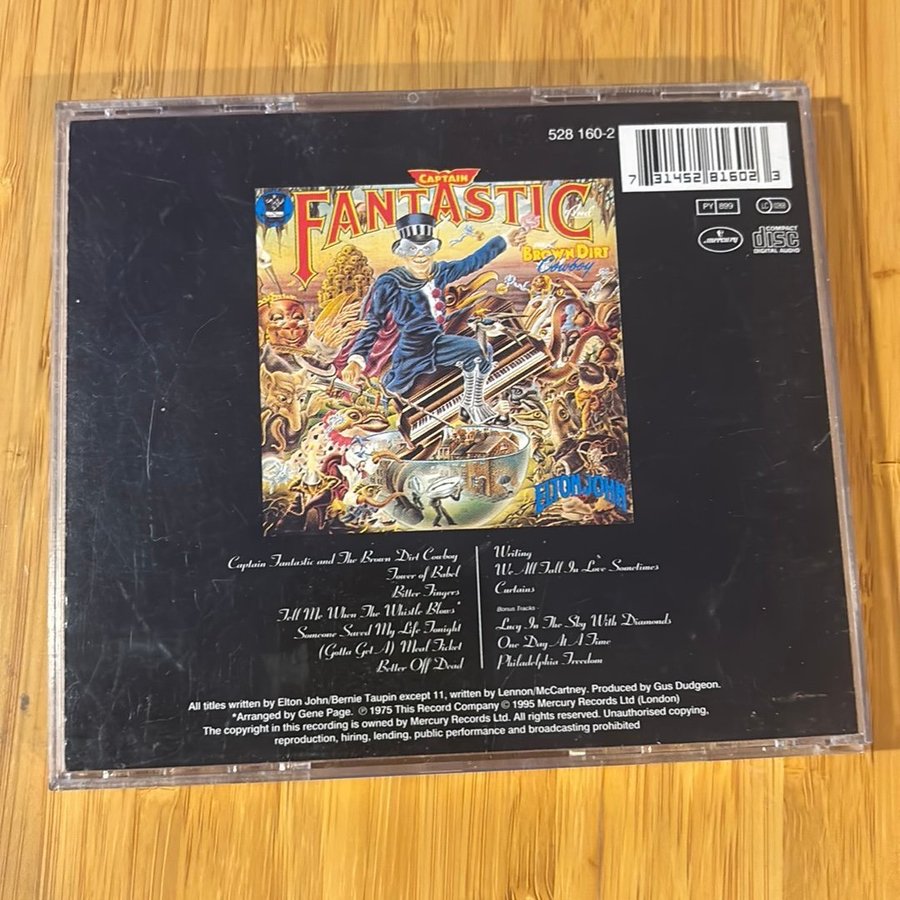 528 160-2
7 31452 81602 3
PY 899
LC 0268
mercury
COMPACT
disc
DIGITAL AUDIO
CAPTAIN
FANTASTIC
and
the
BROWN DIRT
Cowboy
ELTON JOHN
Captain Fantastic and The Brown Dirt Cowboy
Tower of Babel
Bitter Fingers
Tell Me When The Whistle Blows*
Someone Saved My Life Tonight
(Gotta Get A) Meal Ticket
Better Off Dead
Writing
We All Fall In Love Sometimes
Curtains
Bonus Tracks -
Lucy In The Sky With Diamonds
One Day At A Time
Philadelphia Freedom
All titles written by Elton John/Bernie Taupin except 11, written by Lennon/McCartney. Produced by Gus Dudgeon.
*Arranged by Gene Page. ℗ 1975 This Record Company © 1995 Mercury Records Ltd (London)
The copyright in this recording is owned by Mercury Records Ltd. All rights reserved. Unauthorised copying,
reproduction, hiring, lending, public performance and broadcasting prohibited